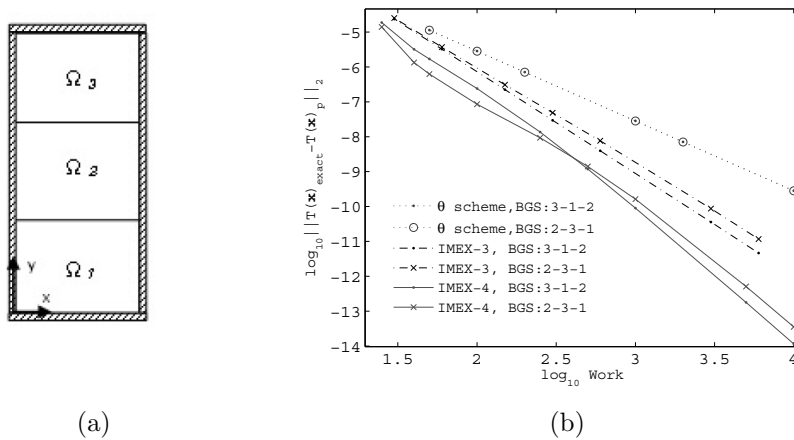 Ω 3
Ω 2
Ω 1
y
x
(a)
log10||T(x)exact-T(x)p||2
-5
-6
-7
-8
-9
-10
-11
-12
-13
-14
θ scheme,BGS:3-1-2
θ scheme,BGS:2-3-1
IMEX-3, BGS:3-1-2
IMEX-3, BGS:2-3-1
IMEX-4, BGS:3-1-2
IMEX-4, BGS:2-3-1
1.5 2 2.5 3 3.5 4
log10 Work
(b)